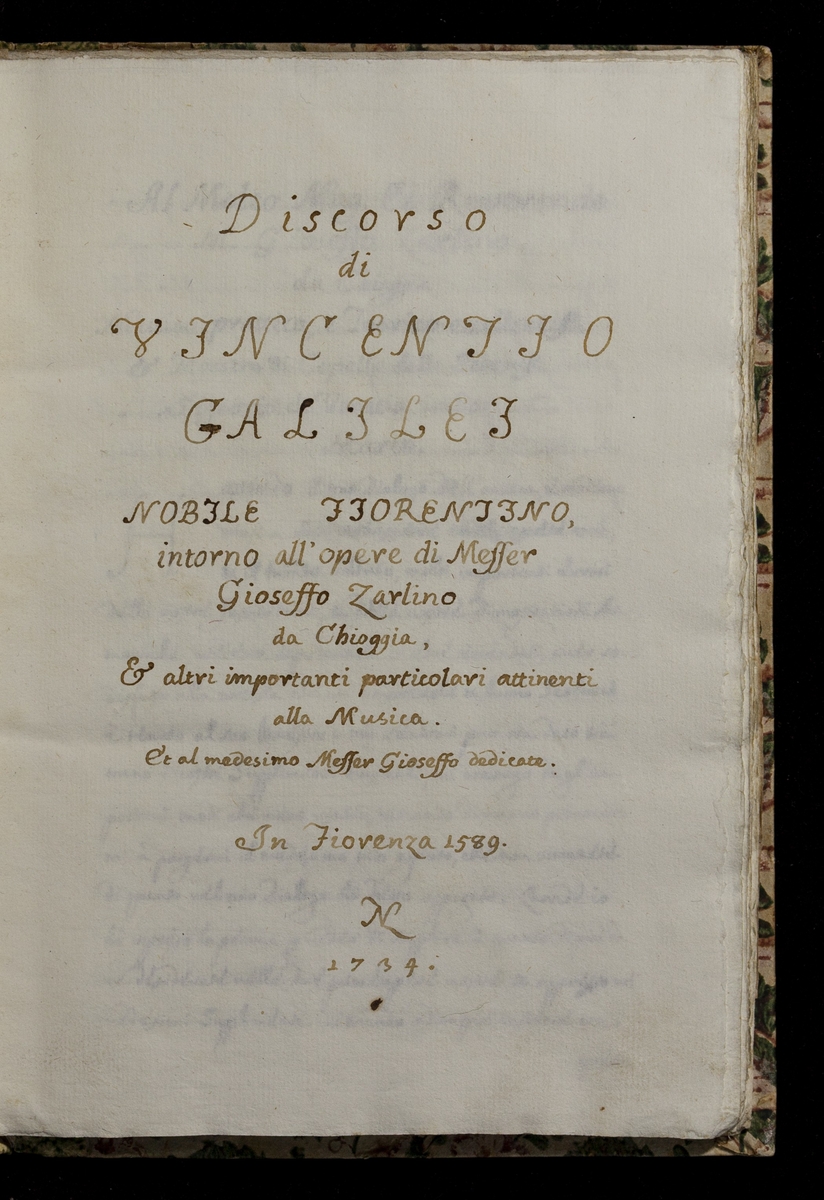 Discorso
di
VINCENTIO
GALILEI
NOBILE FIORENTINO,
intorno all'opere di Meſſer
Gioseffo Zarlino
da Chioggia,
& altri importanti particolari attinenti
alla Musica.
Et al medesimo Meſſer Gioseffo dedicate.
In Fiorenza 1589.
1734.